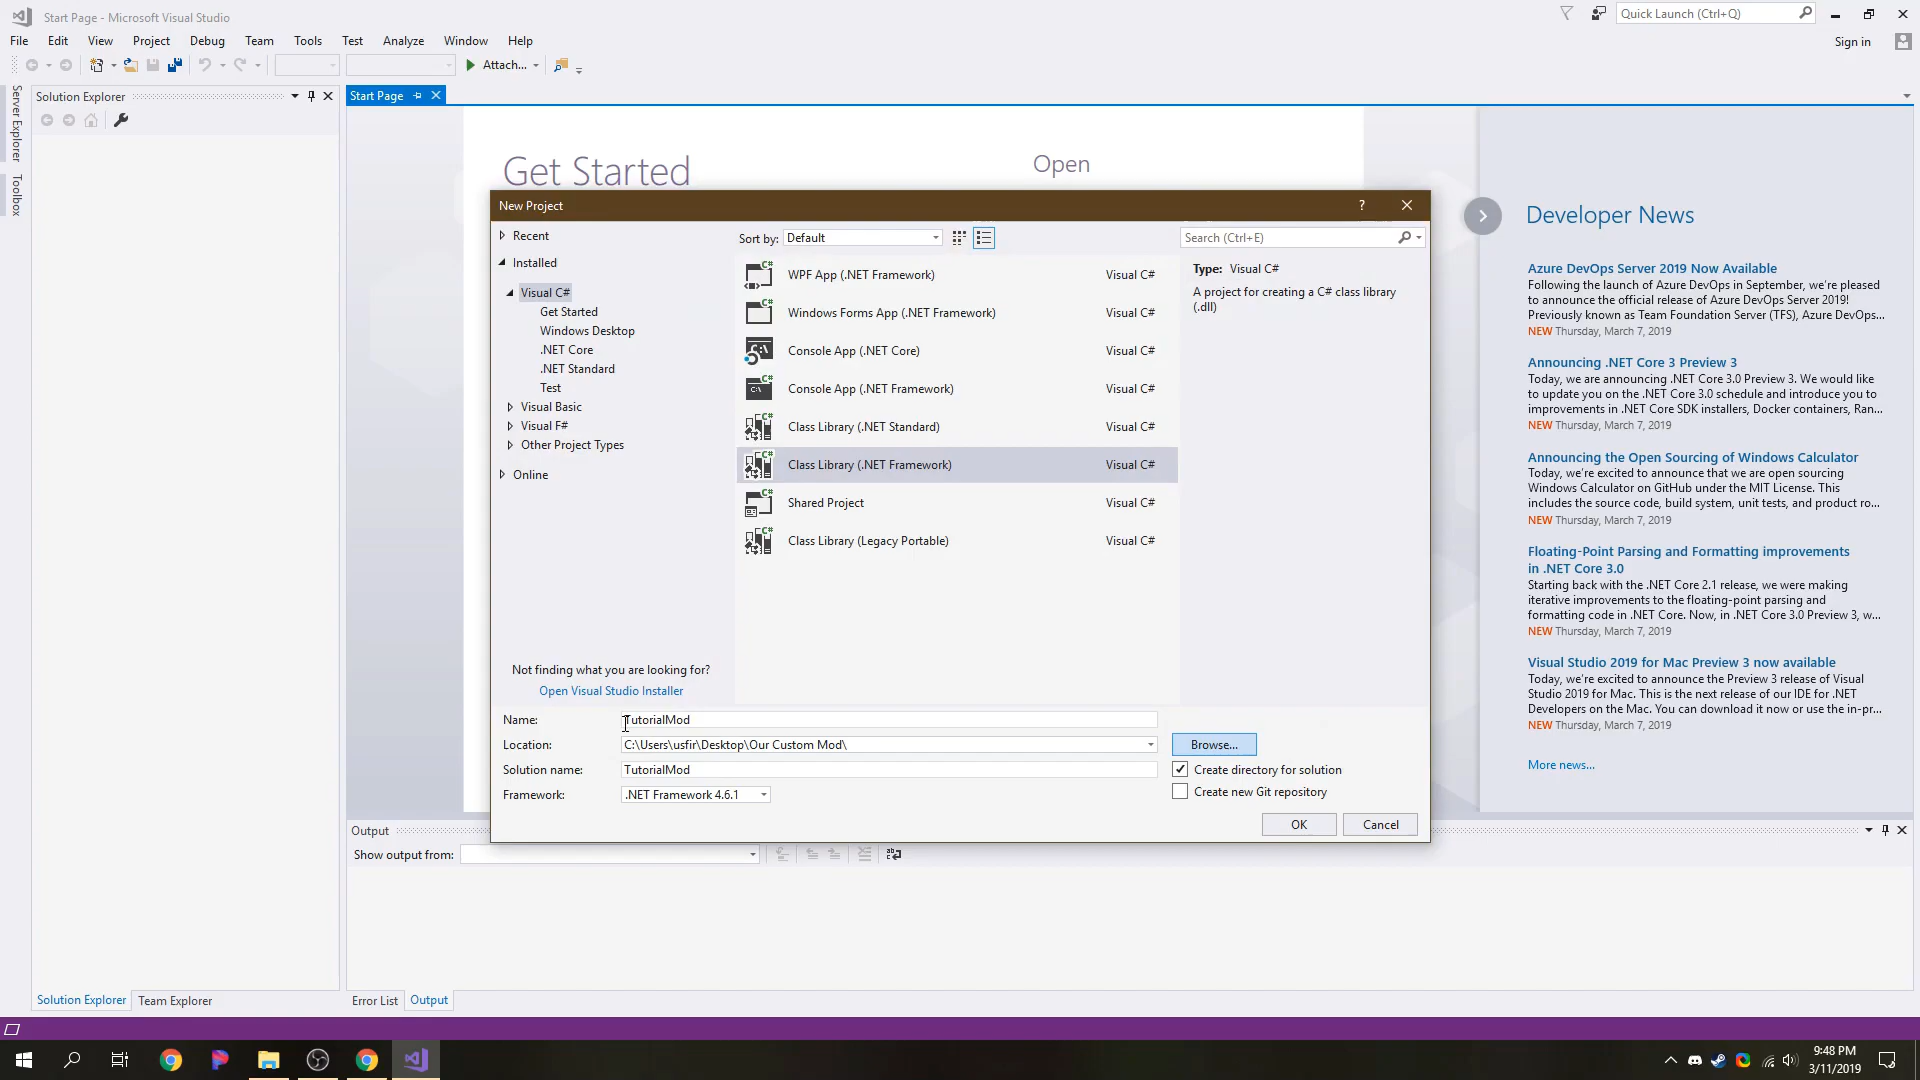 Start Page - Microsoft Visual Studio
Quick Launch (Ctrl+Q)
File Edit View Project Debug Team Tools Test Analyze Window Help
Sign in
Attach...
Server Explorer
Toolbox
Solution Explorer
Start Page
Get Started
Open
New Project
?
Recent
Installed
Visual C#
Get Started
Windows Desktop
.NET Core
.NET Standard
Test
Visual Basic
Visual F#
Other Project Types
Online
Not finding what you are looking for?
Open Visual Studio Installer
Sort by: Default
WPF App (.NET Framework) Visual C#
Windows Forms App (.NET Framework) Visual C#
Console App (.NET Core) Visual C#
Console App (.NET Framework) Visual C#
Class Library (.NET Standard) Visual C#
Class Library (.NET Framework) Visual C#
Shared Project Visual C#
Class Library (Legacy Portable) Visual C#
Search (Ctrl+E)
Type: Visual C#
A project for creating a C# class library
(.dll)
Name: TutorialMod
Location: C:\Users\usfir\Desktop\Our Custom Mod\
Browse...
Solution name: TutorialMod
Create directory for solution
Framework: .NET Framework 4.6.1
Create new Git repository
OK Cancel
Developer News
Azure DevOps Server 2019 Now Available
Following the launch of Azure DevOps in September, we're pleased
to announce the official release of Azure DevOps Server 2019!
Previously known as Team Foundation Server (TFS), Azure DevOps...
NEW Thursday, March 7, 2019
Announcing .NET Core 3 Preview 3
Today, we are announcing .NET Core 3.0 Preview 3. We would like
to update you on the .NET Core 3.0 schedule and introduce you to
improvements in .NET Core SDK installers, Docker containers, Ran...
NEW Thursday, March 7, 2019
Announcing the Open Sourcing of Windows Calculator
Today, we're excited to announce that we are open sourcing
Windows Calculator on GitHub under the MIT License. This
includes the source code, build system, unit tests, and product ro...
NEW Thursday, March 7, 2019
Floating-Point Parsing and Formatting improvements
in .NET Core 3.0
Starting back with the .NET Core 2.1 release, we were making
iterative improvements to the floating-point parsing and
formatting code in .NET Core. Now, in .NET Core 3.0 Preview 3, w...
NEW Thursday, March 7, 2019
Visual Studio 2019 for Mac Preview 3 now available
Today, we're excited to announce the Preview 3 release of Visual
Studio 2019 for Mac. This is the next release of our IDE for .NET
Developers on the Mac. You can download it now or use the in-pr...
NEW Thursday, March 7, 2019
More news...
Output
Show output from:
Solution Explorer Team Explorer
Error List Output
9:48 PM
3/11/2019